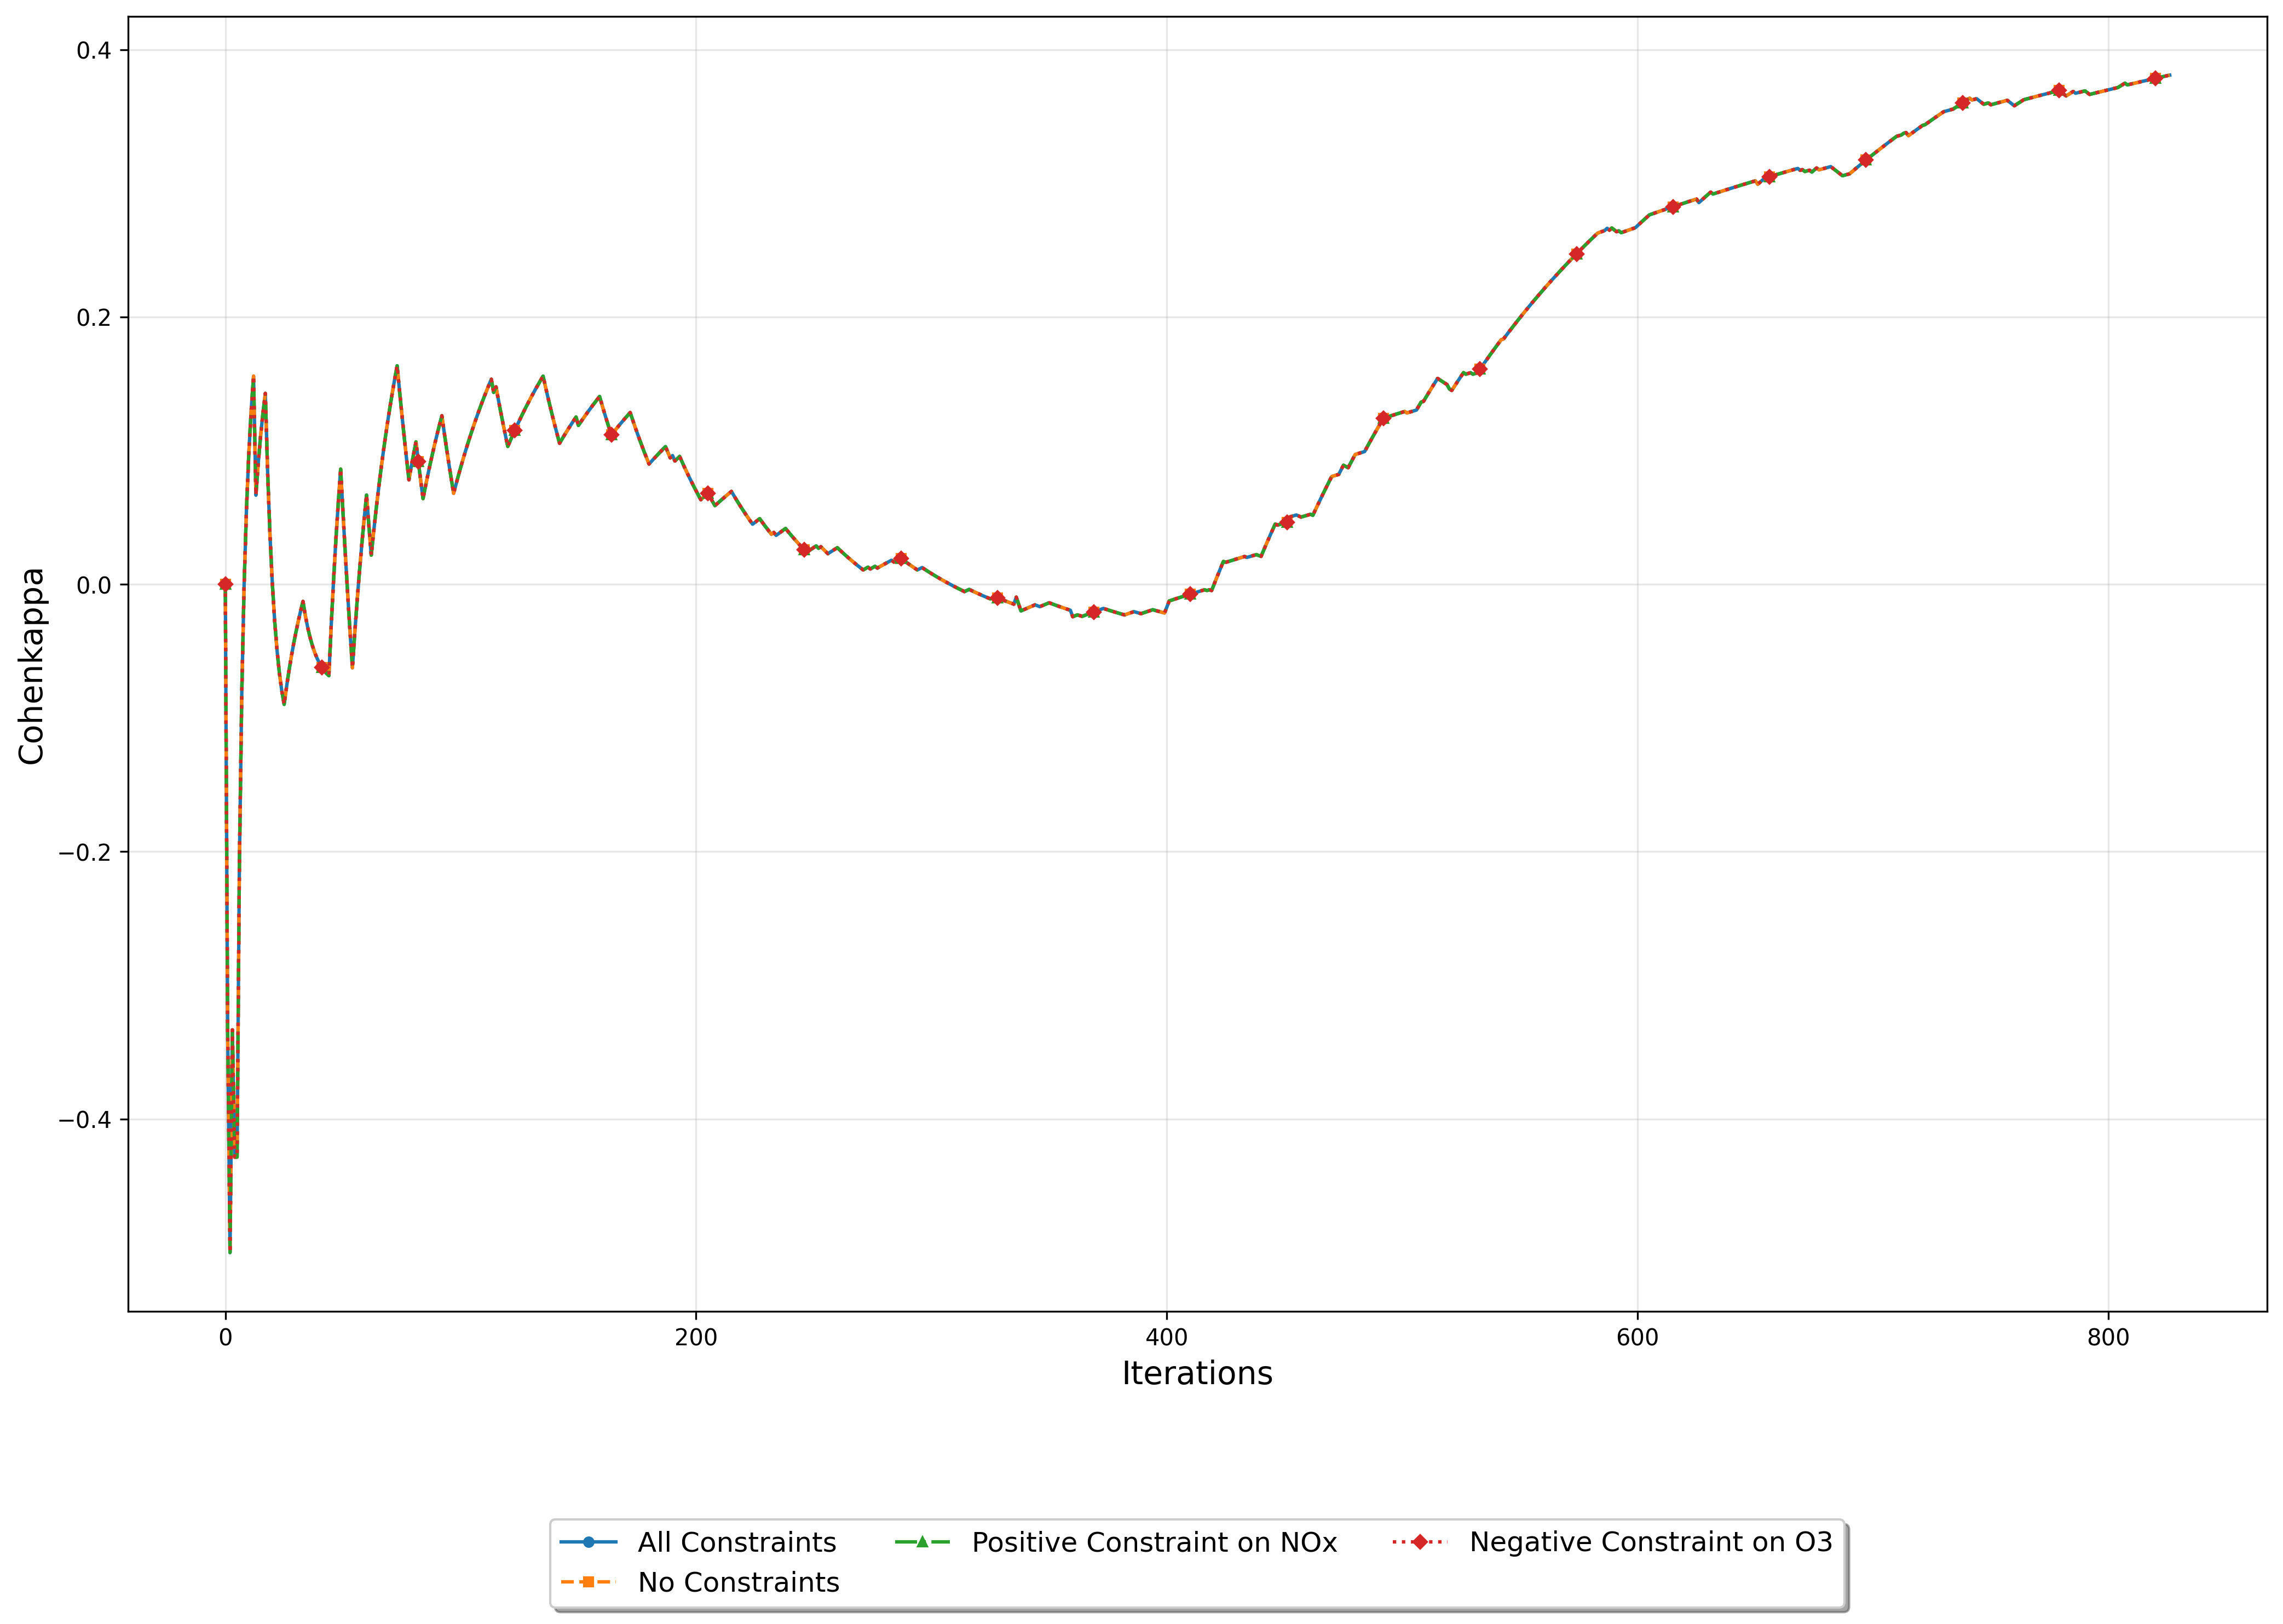 0.4
0.2
0.0
−0.2
−0.4
Cohenkappa
0 200 400 600 800
Iterations
All Constraints Positive Constraint on NOx Negative Constraint on O3
No Constraints